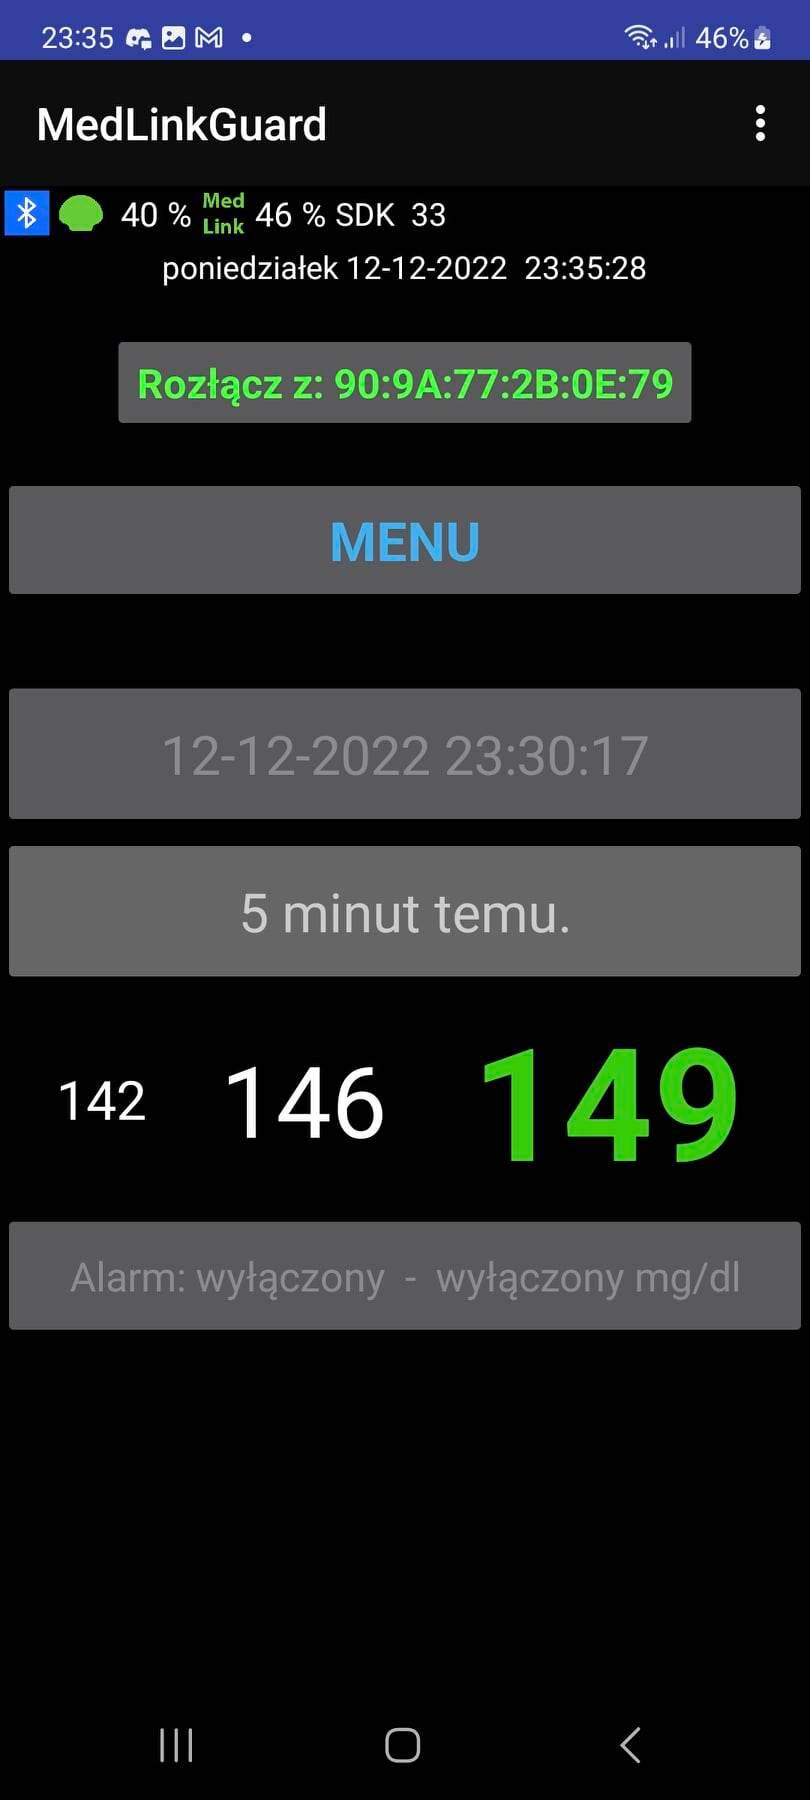 23:35 46%
MedLinkGuard
40 % Med Link 46 % SDK 33
poniedziałek 12-12-2022 23:35:28
Rozłącz z: 90:9A:77:2B:0E:79
MENU
12-12-2022 23:30:17
5 minut temu.
142 146 149
Alarm: wyłączony - wyłączony mg/dl